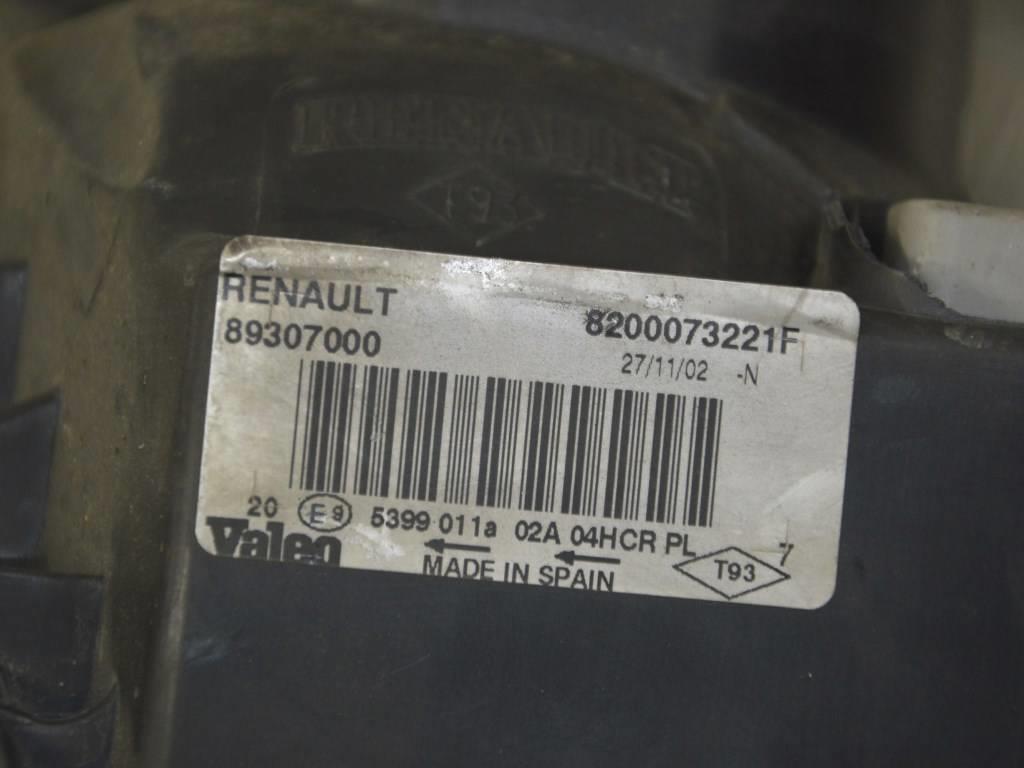 T93
RENAULT
8200073221F
89307000
27/11/02 -N
20 E9 5399 011a 02A 04HCR PL 7
Valeo
MADE IN SPAIN
T93